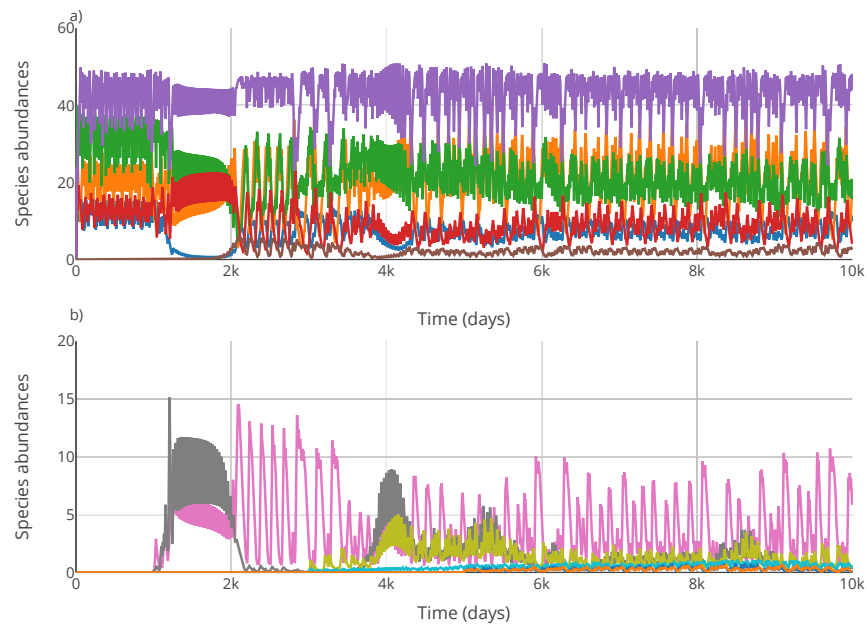 a)
60
40
20
0
Species abundances
0 2k 4k 6k 8k 10k
Time (days)
b)
20
15
10
5
0
Species abundances
0 2k 4k 6k 8k 10k
Time (days)